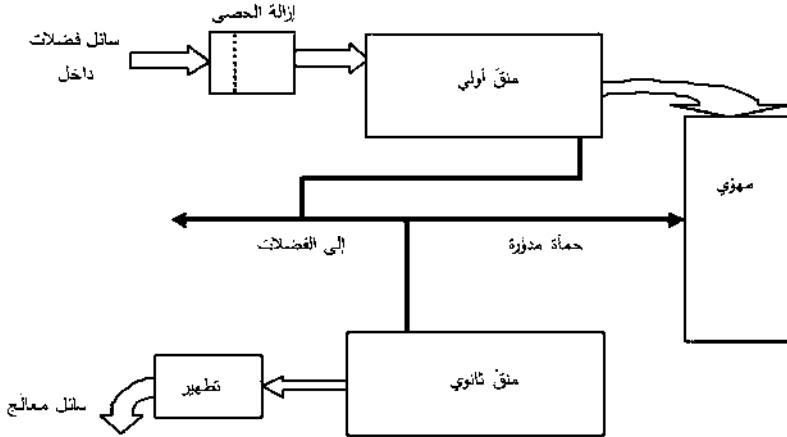 إزالة الحصى
سائل فضلات
داخل
منقّ أولي
مهوّي
إلى الفضلات
حمأة مدوّرة
منقّ ثانوي
تطهير
سائل معالج